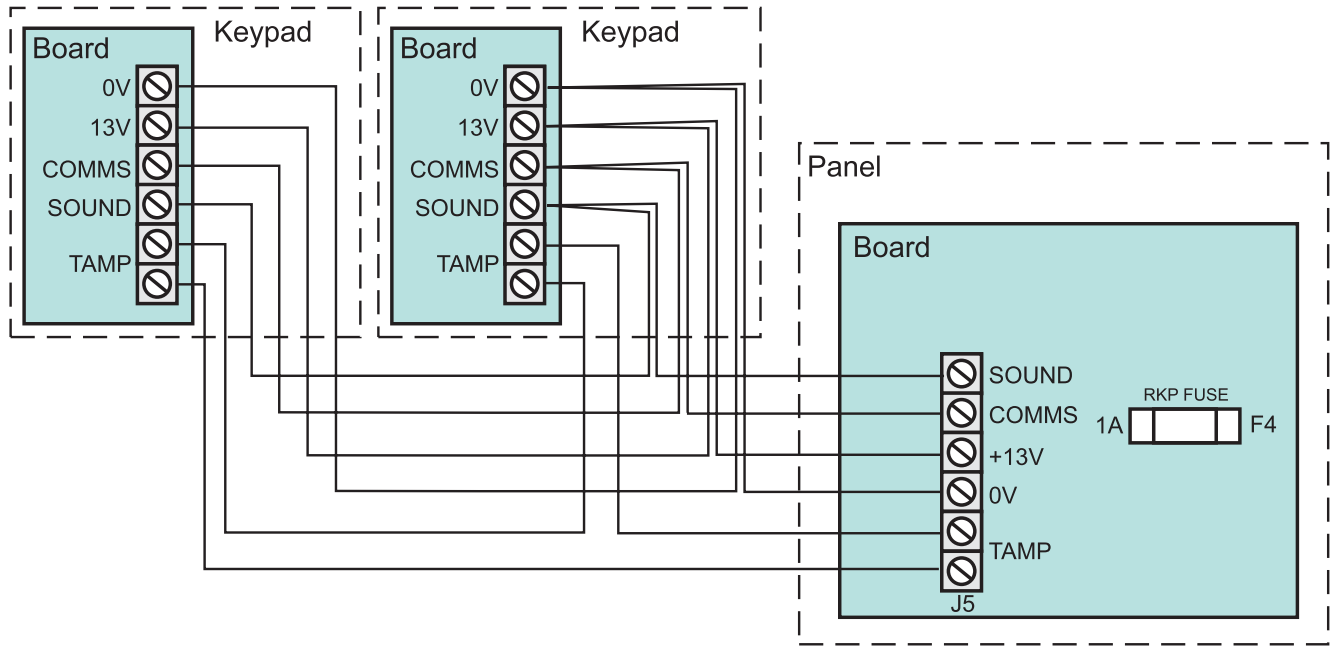 Keypad
Board
0V
13V
COMMS
SOUND
TAMP
Keypad
Board
0V
13V
COMMS
SOUND
TAMP
Panel
Board
SOUND
COMMS
+13V
0V
TAMP
J5
RKP FUSE
1A
F4